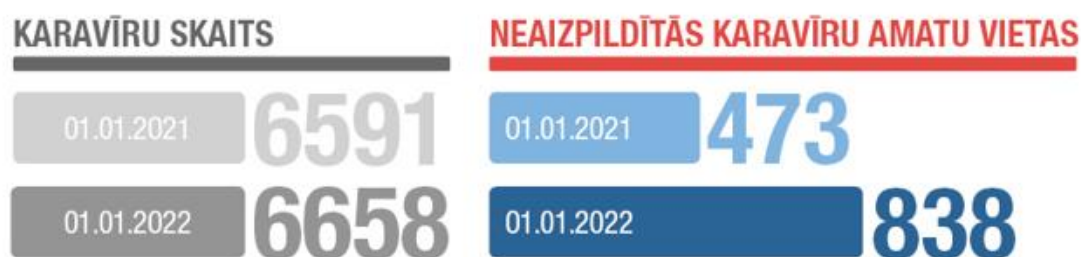 KARAVĪRU SKAITS
01.01.2021 6591
01.01.2022 6658
NEAIZPILDĪTĀS KARAVĪRU AMATU VIETAS
01.01.2021 473
01.01.2022 838